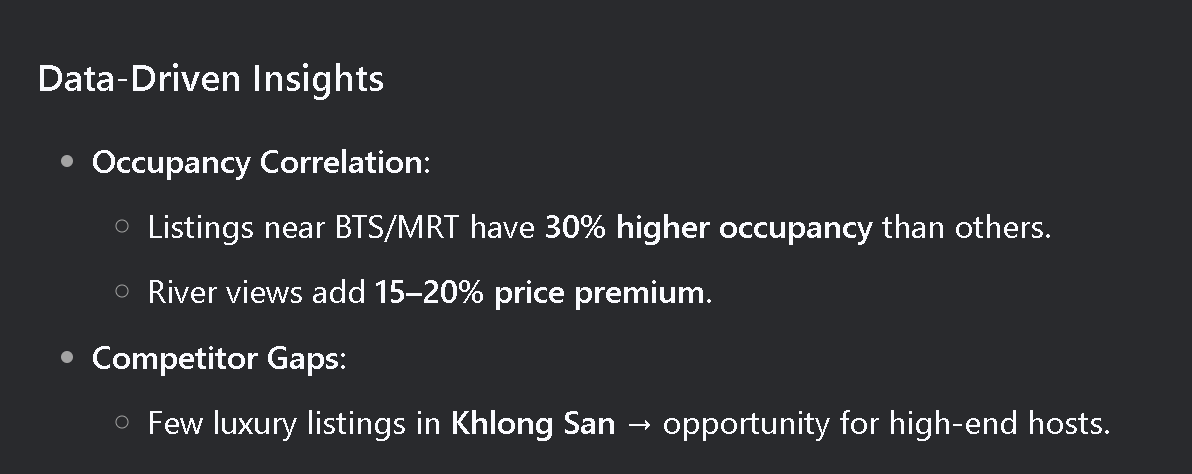 Data-Driven Insights
• Occupancy Correlation:
○ Listings near BTS/MRT have 30% higher occupancy than others.
○ River views add 15–20% price premium.
• Competitor Gaps:
○ Few luxury listings in Khlong San → opportunity for high-end hosts.